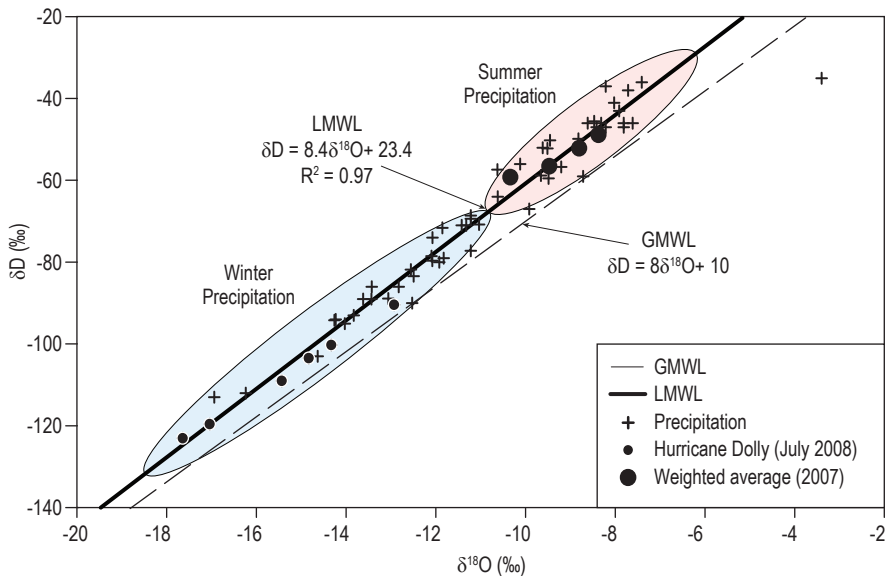 -20
-40
-60
-80
-100
-120
-140
δD (‰)
Summer
Precipitation
LMWL
δD = 8.4δ¹⁸O+ 23.4
R² = 0.97
GMWL
δD = 8δ¹⁸O+ 10
Winter
Precipitation
GMWL
LMWL
Precipitation
Hurricane Dolly (July 2008)
Weighted average (2007)
-20 -18 -16 -14 -12 -10 -8 -6 -4 -2
δ¹⁸O (‰)